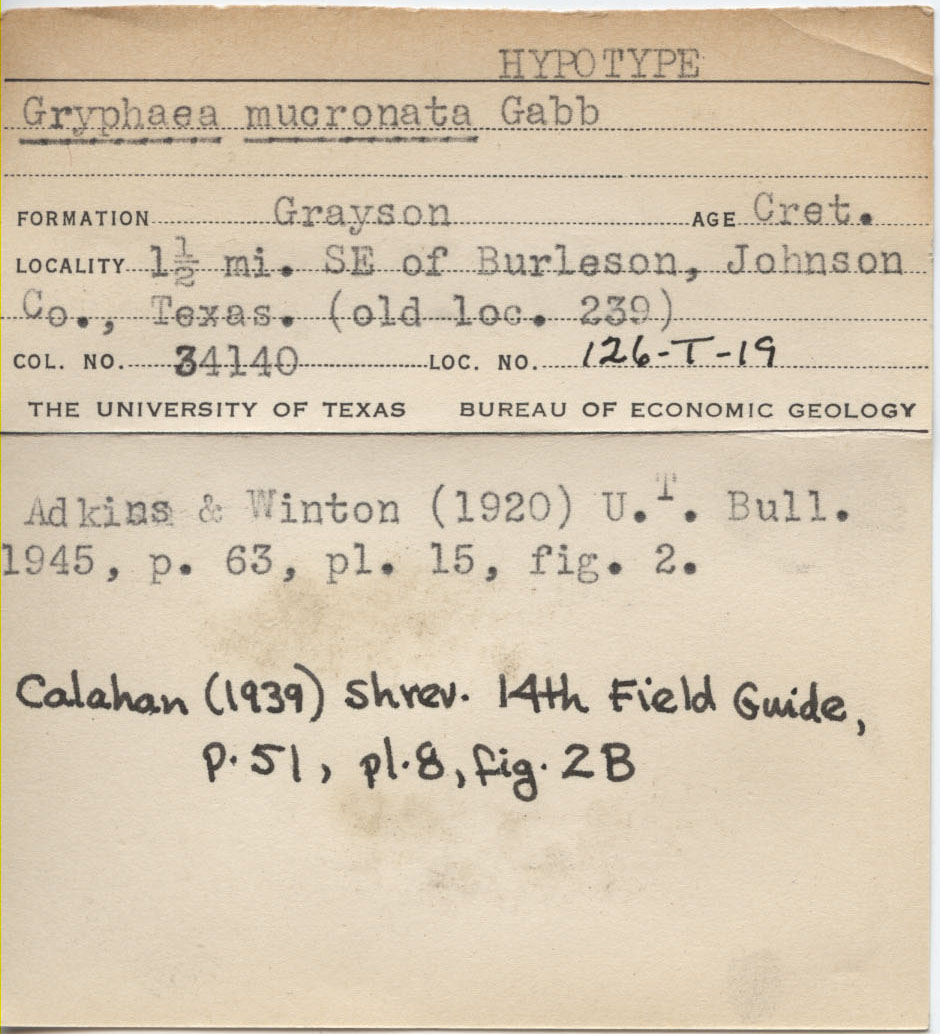 HYPOTYPE
Gryphaea mucronata Gabb
FORMATION Grayson AGE Cret.
LOCALITY 1½ mi. SE of Burleson, Johnson
Co., Texas. (old loc. 239)
COL. NO. 34140 LOC. NO. 126-T-19
THE UNIVERSITY OF TEXAS BUREAU OF ECONOMIC GEOLOGY
Adkins & Winton (1920) U.T. Bull.
1945, p. 63, pl. 15, fig. 2.
Calahan (1939) Shrev. 14th Field Guide,
p. 51, pl. 8, fig. 2B